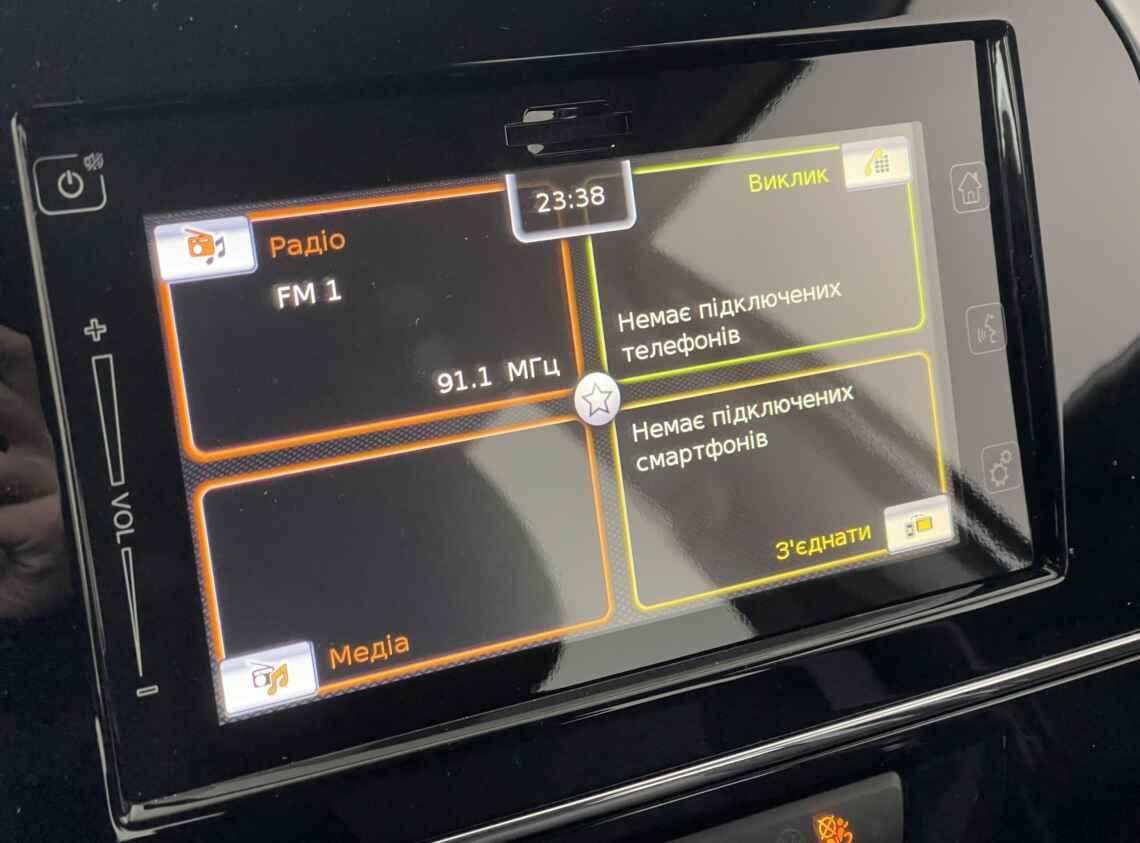 23:38
Радіо
FM 1
91.1 МГц
Виклик
Немає підключених
телефонів
Медіа
Немає підключених
смартфонів
З'єднати
VOL